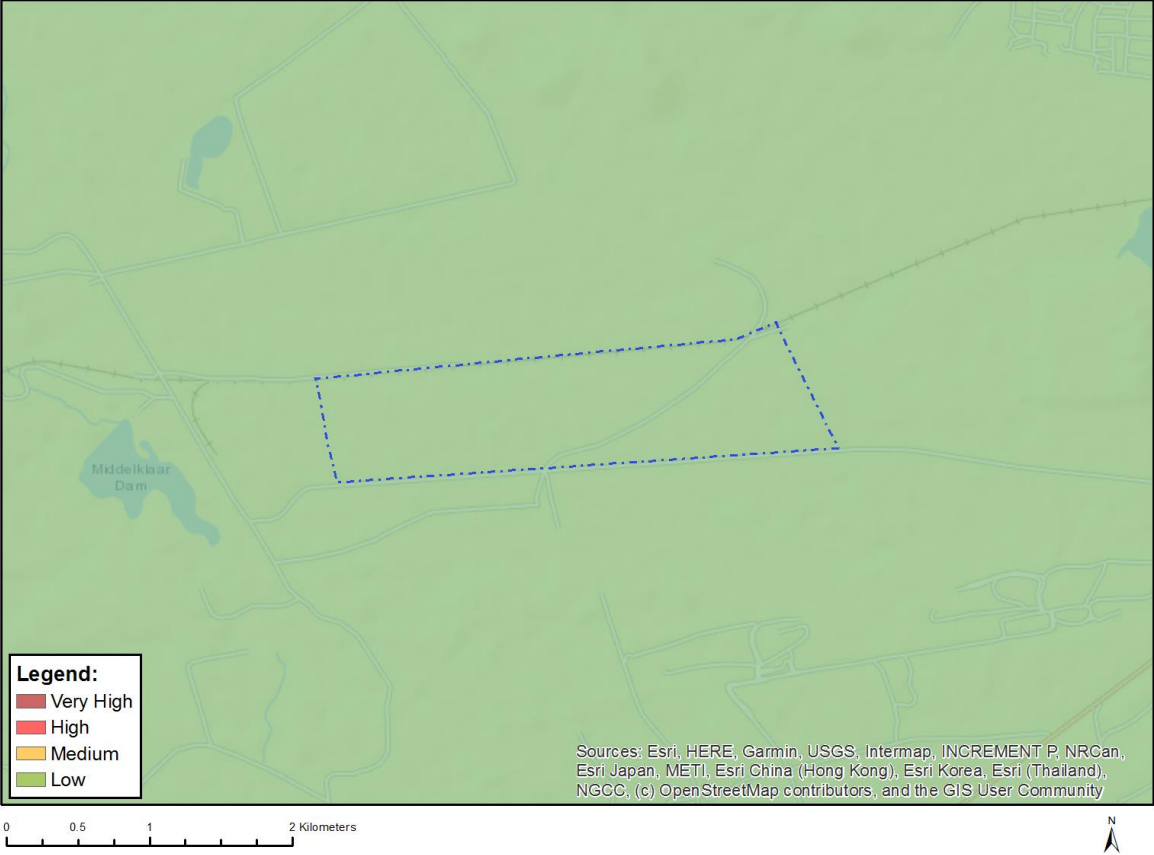 Middelklaar
Dam
Legend:
Very High
High
Medium
Low
Sources: Esri, HERE, Garmin, USGS, Intermap, INCREMENT P, NRCan,
Esri Japan, METI, Esri China (Hong Kong), Esri Korea, Esri (Thailand),
NGCC, (c) OpenStreetMap contributors, and the GIS User Community
0 0.5 1 2 Kilometers
N